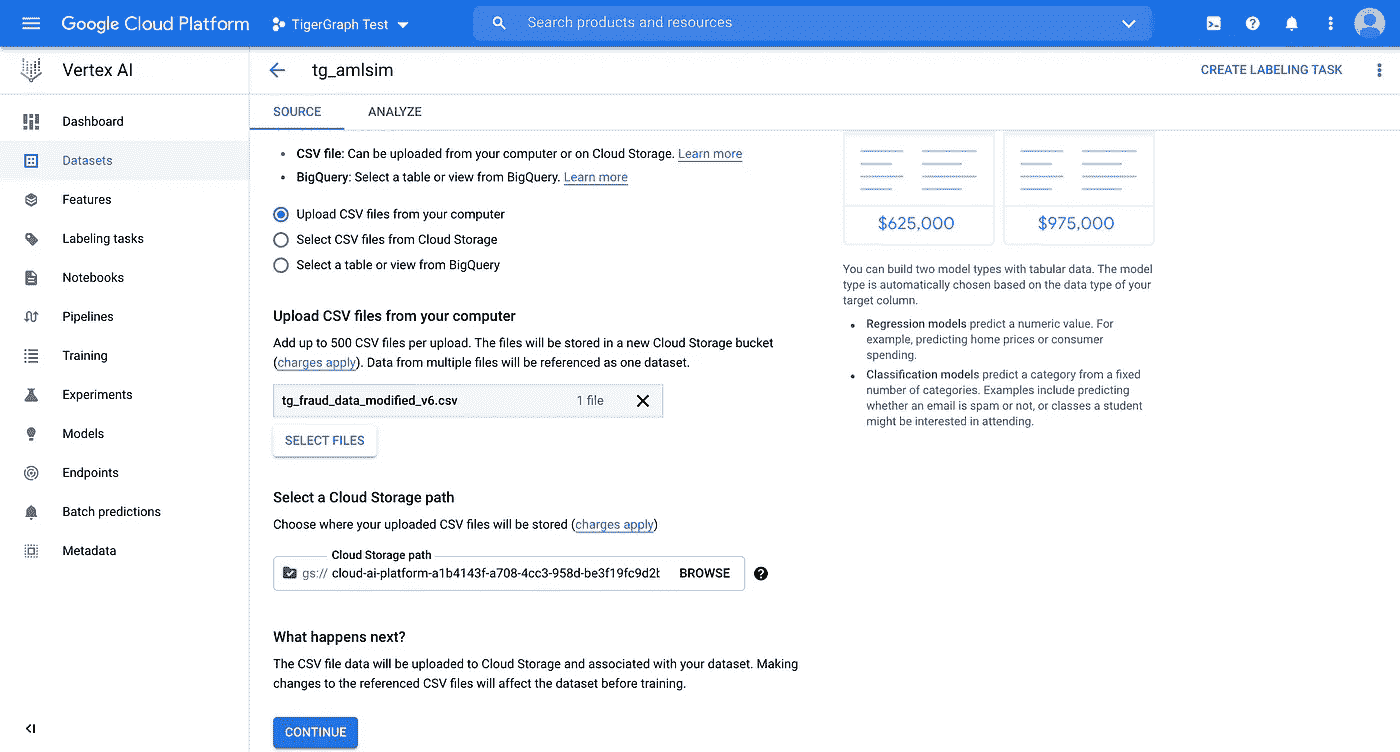 Google Cloud Platform
TigerGraph Test
Search products and resources
Vertex AI
tg_amlsim
CREATE LABELING TASK
SOURCE
ANALYZE
Dashboard
Datasets
Features
Labeling tasks
Notebooks
Pipelines
Training
Experiments
Models
Endpoints
Batch predictions
Metadata
• CSV file: Can be uploaded from your computer or on Cloud Storage. Learn more
• BigQuery: Select a table or view from BigQuery. Learn more
Upload CSV files from your computer
Select CSV files from Cloud Storage
Select a table or view from BigQuery
Upload CSV files from your computer
Add up to 500 CSV files per upload. The files will be stored in a new Cloud Storage bucket
(charges apply). Data from multiple files will be referenced as one dataset.
tg_fraud_data_modified_v6.csv
1 file
SELECT FILES
Select a Cloud Storage path
Choose where your uploaded CSV files will be stored (charges apply)
Cloud Storage path
gs:// cloud-ai-platform-a1b4143f-a708-4cc3-958d-be3f19fc9d2b
BROWSE
What happens next?
The CSV file data will be uploaded to Cloud Storage and associated with your dataset. Making
changes to the referenced CSV files will affect the dataset before training.
CONTINUE
$625,000
$975,000
You can build two model types with tabular data. The model
type is automatically chosen based on the data type of your
target column.
• Regression models predict a numeric value. For
example, predicting home prices or consumer
spending.
• Classification models predict a category from a fixed
number of categories. Examples include predicting
whether an email is spam or not, or classes a student
might be interested in attending.